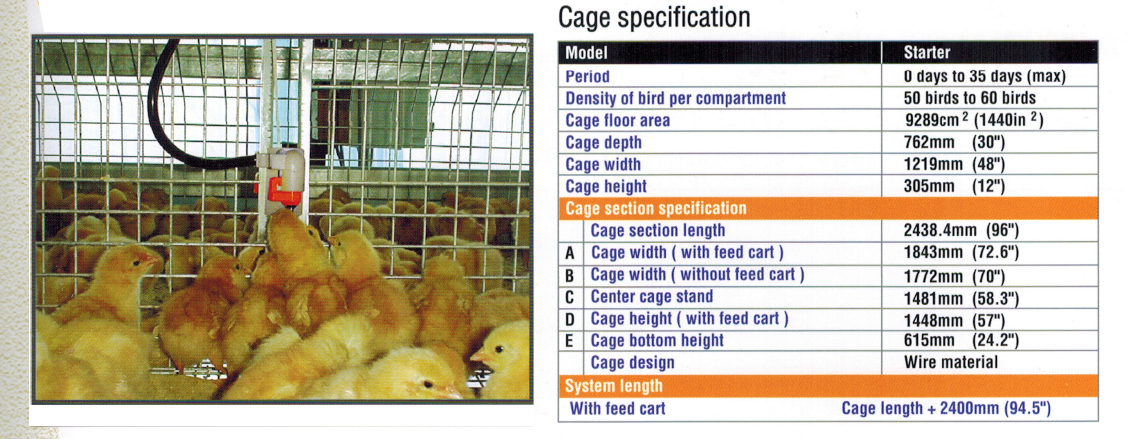 Cage specification
Model Starter
Period 0 days to 35 days (max)
Density of bird per compartment 50 birds to 60 birds
Cage floor area 9289cm² (1440in ²)
Cage depth 762mm (30")
Cage width 1219mm (48")
Cage height 305mm (12")
Cage section specification
Cage section length 2438.4mm (96")
A Cage width ( with feed cart ) 1843mm (72.6")
B Cage width ( without feed cart ) 1772mm (70")
C Center cage stand 1481mm (58.3")
D Cage height ( with feed cart ) 1448mm (57")
E Cage bottom height 615mm (24.2")
Cage design Wire material
System length
With feed cart Cage length + 2400mm (94.5")